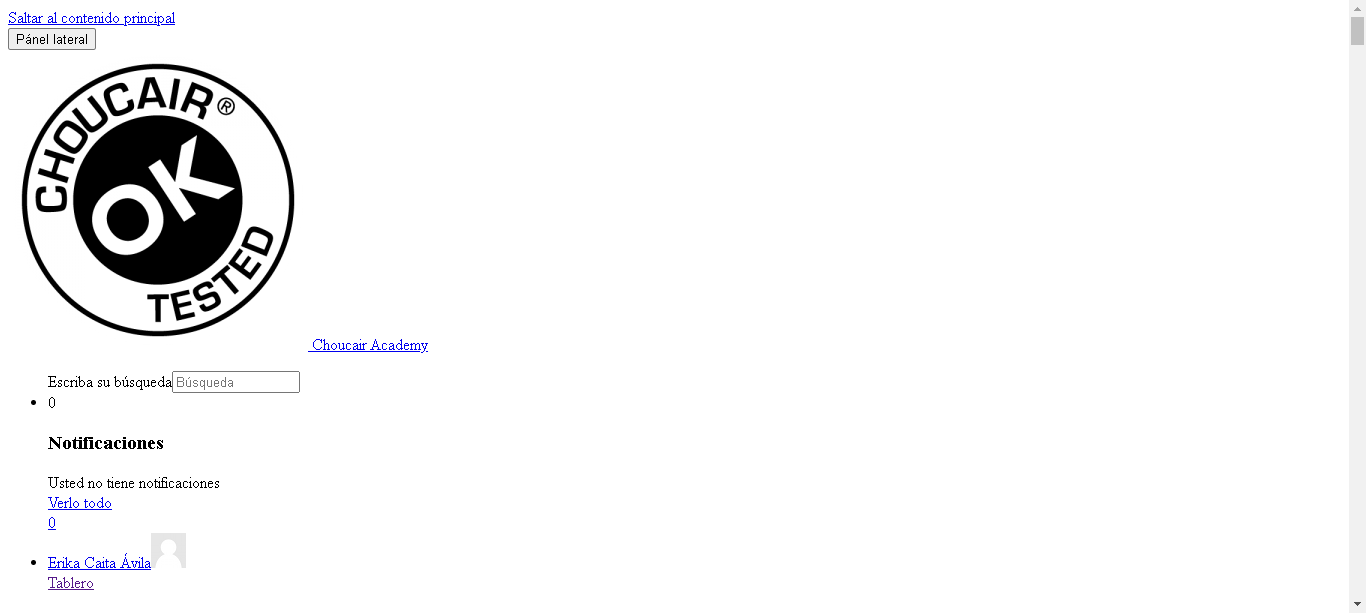 Saltar al contenido principal
Pánel lateral
CHOUCAIR®
OK
TESTED
Choucair Academy
Escriba su búsqueda Búsqueda
0
Notificaciones
Usted no tiene notificaciones
Verlo todo
0
Erika Caita Ávila
Tablero